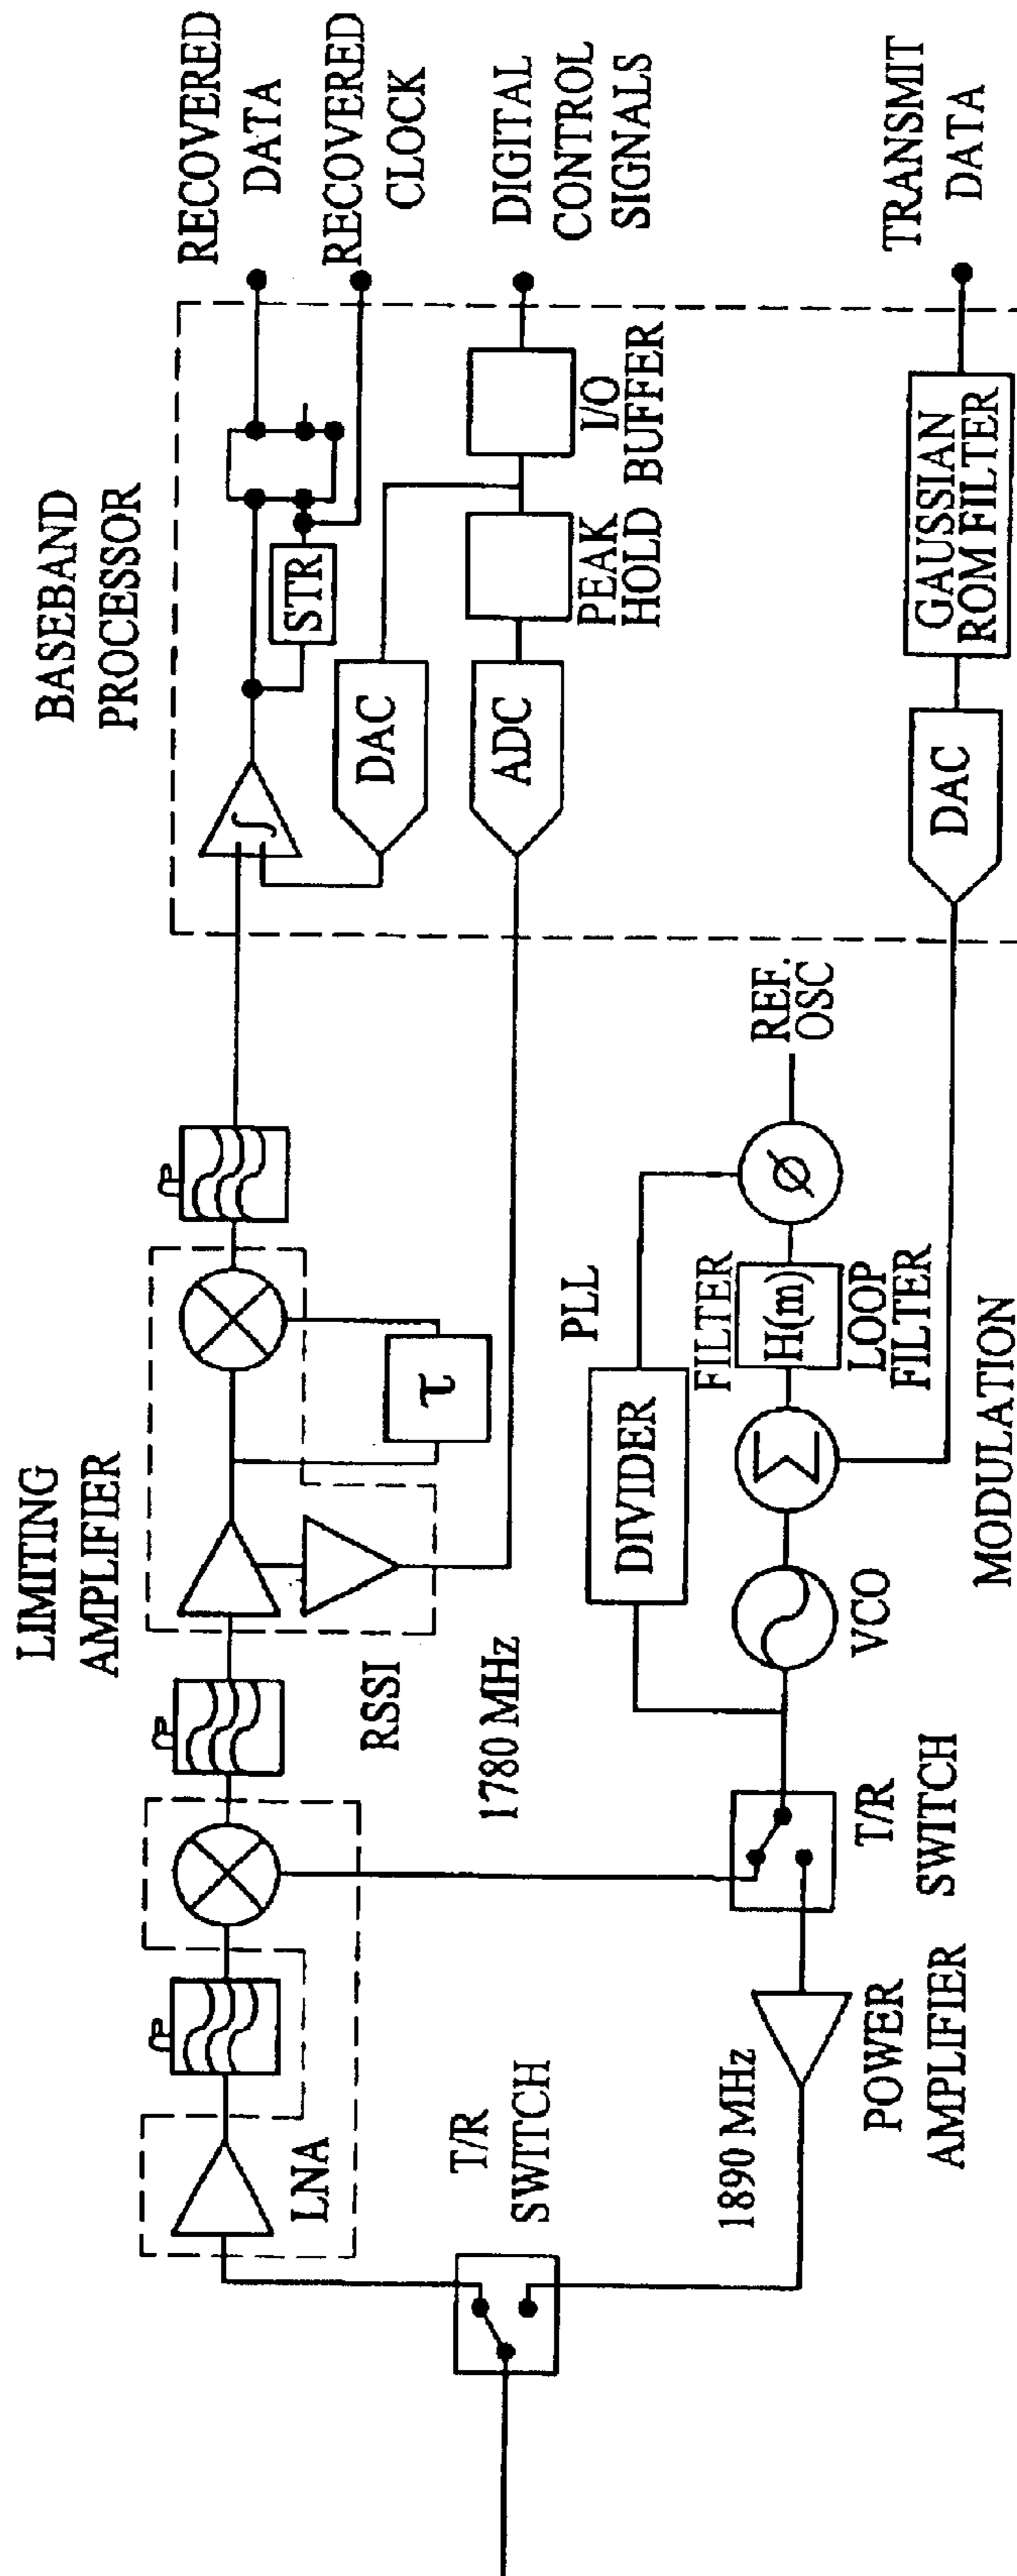 BASEBAND
PROCESSOR
RECOVERED
DATA
RECOVERED
CLOCK
DIGITAL
CONTROL
SIGNALS
TRANSMIT
DATA
STR
DAC
ADC
PEAK
HOLD
I/O
BUFFER
GAUSSIAN
ROM FILTER
DAC
LIMITING
AMPLIFIER
τ
RSSI
1780 MHz
PLL
DIVIDER
FILTER
H(m)
LOOP
FILTER
REF.
OSC
ø
Σ
VCO
MODULATION
T/R
SWITCH
LNA
T/R
SWITCH
1890 MHz
POWER
AMPLIFIER
∫